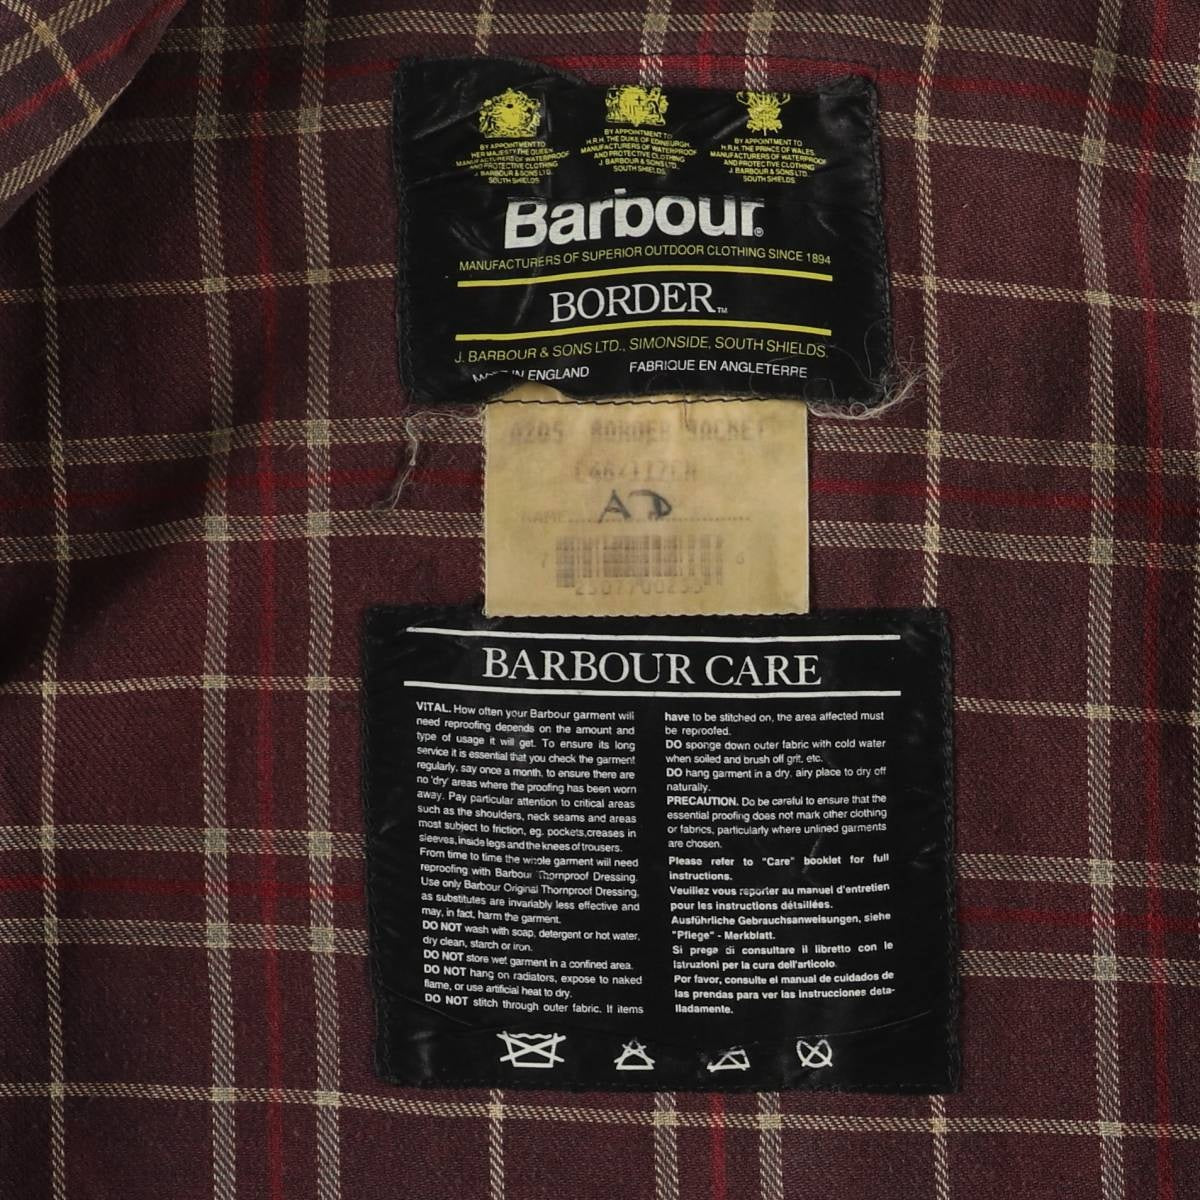 BY APPOINTMENT TO
HER MAJESTY THE QUEEN
MANUFACTURERS OF WATERPROOF
AND PROTECTIVE CLOTHING
J. BARBOUR & SONS LTD.
SOUTH SHIELDS
BY APPOINTMENT TO
H.R.H. THE DUKE OF EDINBURGH
MANUFACTURERS OF WATERPROOF
AND PROTECTIVE CLOTHING
J. BARBOUR & SONS LTD.
SOUTH SHIELDS
BY APPOINTMENT TO
H.R.H. THE PRINCE OF WALES
MANUFACTURERS OF WATERPROOF
AND PROTECTIVE CLOTHING
J. BARBOUR & SONS LTD.
SOUTH SHIELDS
Barbour®
MANUFACTURERS OF SUPERIOR OUTDOOR CLOTHING SINCE 1894
BORDER™
J. BARBOUR & SONS LTD., SIMONSIDE, SOUTH SHIELDS.
IN ENGLAND FABRIQUE EN ANGLETERRE
BORDER JACKET
C46/117CM
NAME AD
BARBOUR CARE
VITAL. How often your Barbour garment will
need reproofing depends on the amount and
type of usage it will get. To ensure its long
service it is essential that you check the garment
regularly, say once a month, to ensure there are
no 'dry' areas where the proofing has been worn
away. Pay particular attention to critical areas
such as the shoulders, neck seams and areas
most subject to friction, eg. pockets,creases in
sleeves, inside legs and the knees of trousers.
From time to time the whole garment will need
reproofing with Barbour Thornproof Dressing.
Use only Barbour Original Thornproof Dressing,
as substitutes are invariably less effective and
may, in fact, harm the garment.
DO NOT wash with soap, detergent or hot water,
dry clean, starch or iron.
DO NOT store wet garment in a confined area.
DO NOT hang on radiators, expose to naked
flame, or use artificial heat to dry.
DO NOT stitch through outer fabric. If items
have to be stitched on, the area affected must
be reproofed.
DO sponge down outer fabric with cold water
when soiled and brush off grit, etc.
DO hang garment in a dry, airy place to dry off
naturally.
PRECAUTION. Do be careful to ensure that the
essential proofing does not mark other clothing
or fabrics, particularly where unlined garments
are chosen.
Please refer to "Care" booklet for full
instructions.
Veuillez vous reporter au manuel d'entretien
pour les instructions détaillées.
Ausführliche Gebrauchsanweisungen, siehe
"Pflege" - Merkblatt.
Si prega di consultare il libretto con le
istruzioni per la cura dell'articolo.
Por favor, consulte el manual de cuidados de
las prendas para ver las instrucciones deta-
lladamente.